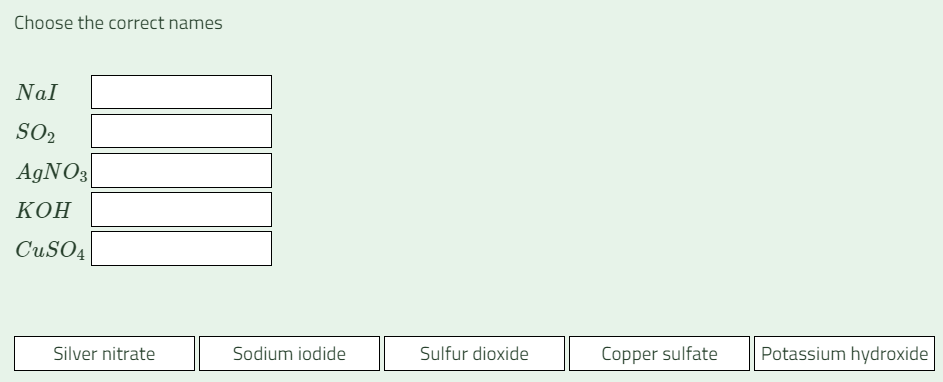 Choose the correct names
NaI
SO₂
AgNO₃
KOH
CuSO₄
Silver nitrate Sodium iodide Sulfur dioxide Copper sulfate Potassium hydroxide